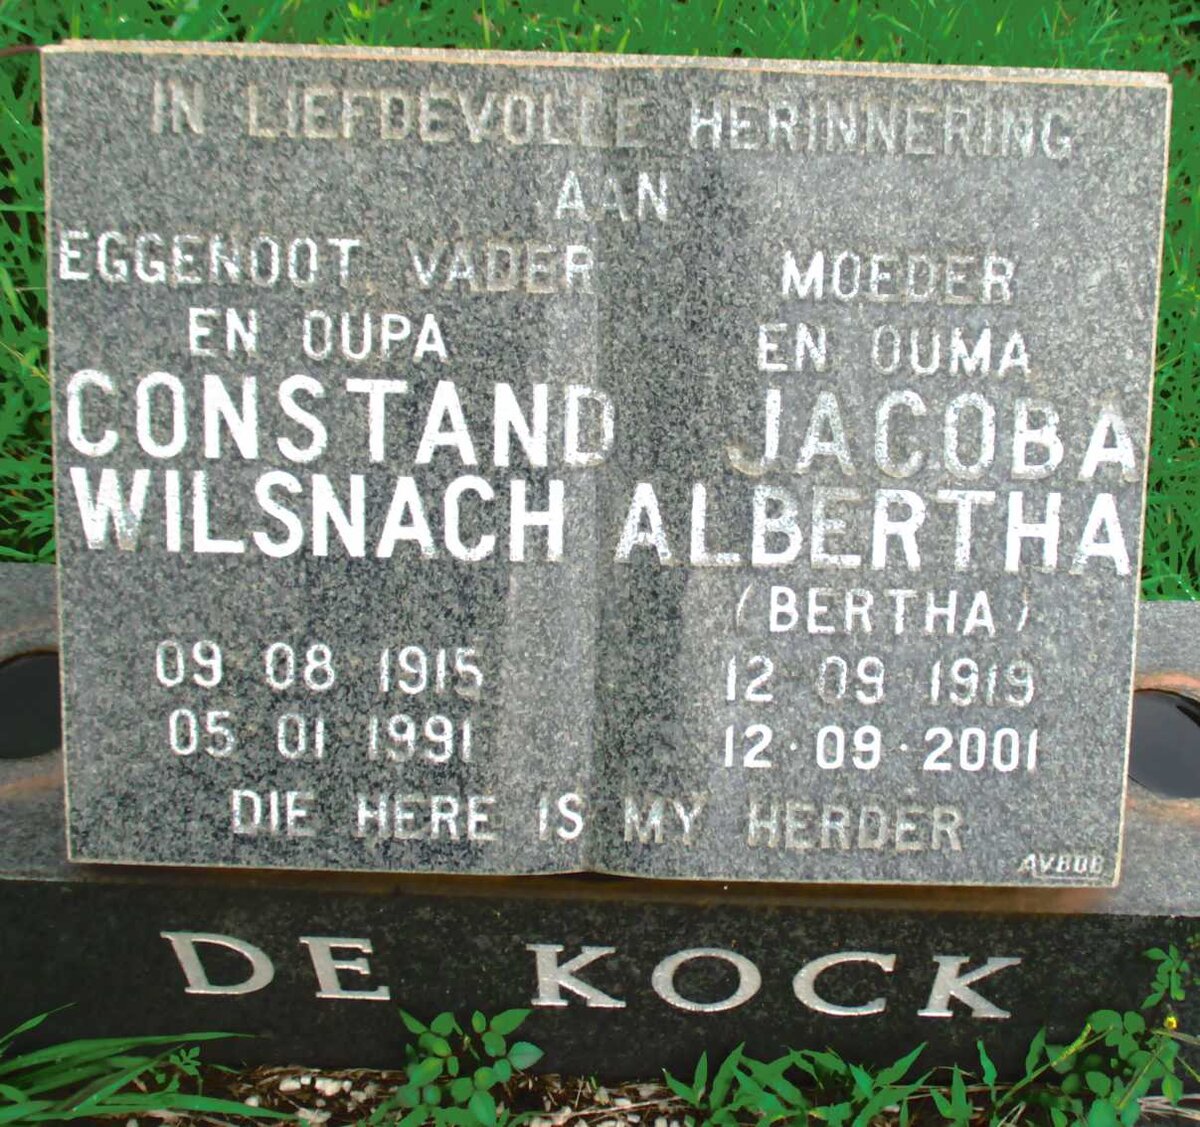 IN LIEFDEVOLLE HERINNERING
AAN
EGGENOOT, VADER
EN OUPA
CONSTAND
WILSNACH
09 08 1915
05 01 1991
MOEDER
EN OUMA
JACOBA
ALBERTHA
(BERTHA)
12 09 1919
12·09·2001
DIE HERE IS MY HERDER
AVBOB
DE KOCK